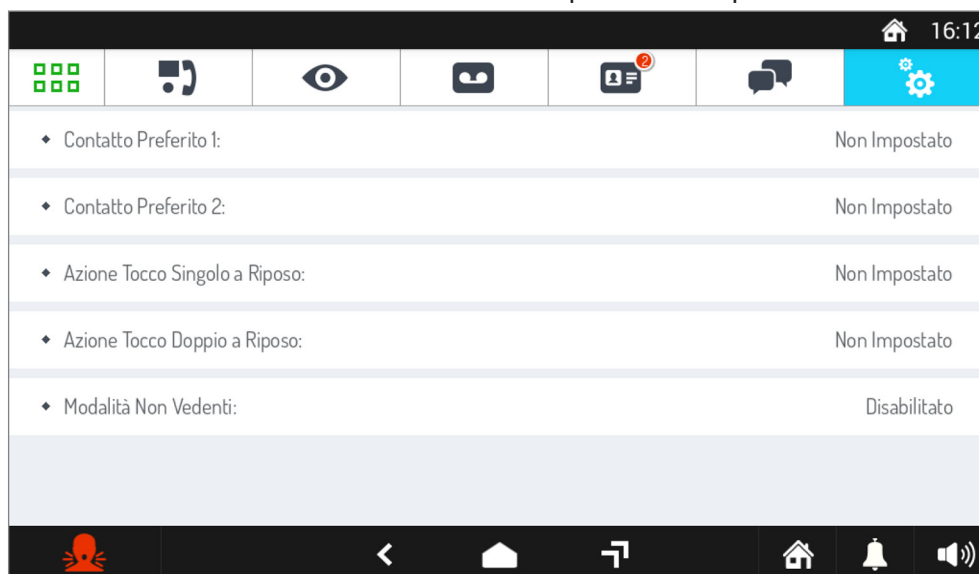 16:12
2
Contatto Preferito 1: Non Impostato
Contatto Preferito 2: Non Impostato
Azione Tocco Singolo a Riposo: Non Impostato
Azione Tocco Doppio a Riposo: Non Impostato
Modalità Non Vedenti: Disabilitato